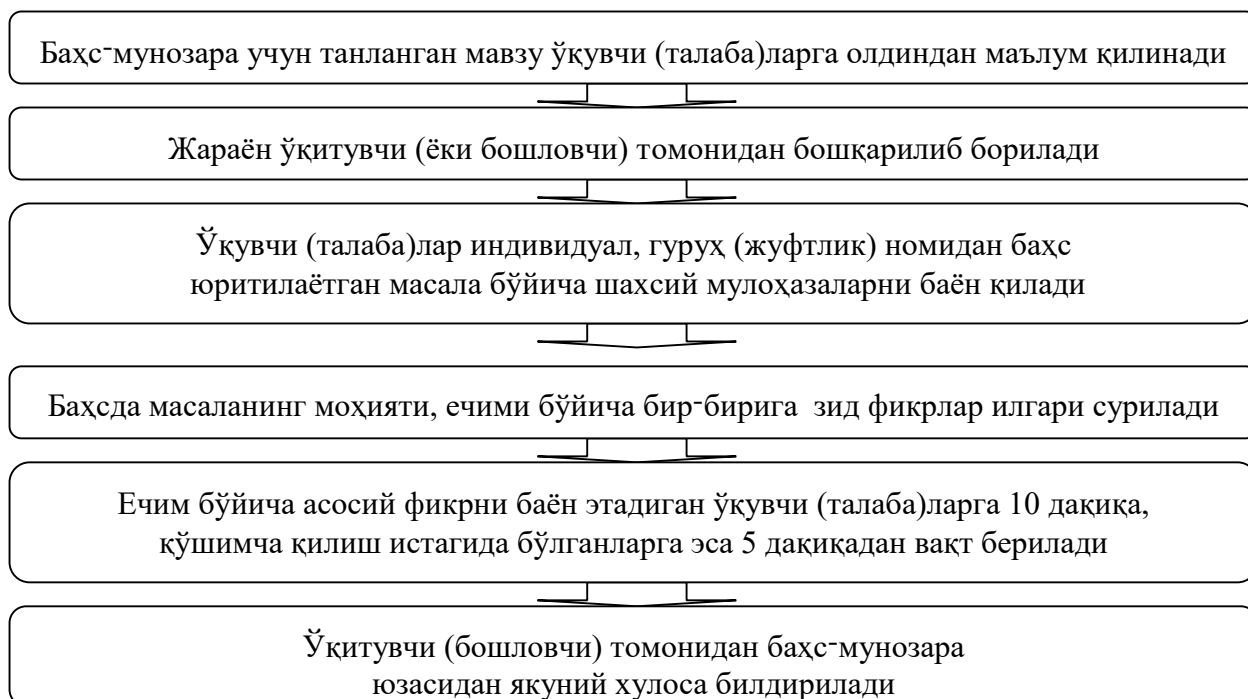 Баҳс-мунозара учун танланган мавзу ўқувчи (талаба)ларга олдиндан маълум қилинади
Жараён ўқитувчи (ёки бошловчи) томонидан бошқарилиб борилади
Ўқувчи (талаба)лар индивидуал, гуруҳ (жуфтлик) номидан баҳс
юритилаётган масала бўйича шахсий мулоҳазаларни баён қилади
Баҳсда масаланинг моҳияти, ечими бўйича бир-бирига зид фикрлар илгари сурилади
Ечим бўйича асосий фикрни баён этадиган ўқувчи (талаба)ларга 10 дақиқа,
қўшимча қилиш истагида бўлганларга эса 5 дақиқадан вақт берилади
Ўқитувчи (бошловчи) томонидан баҳс-мунозара
юзасидан якуний хулоса билдирилади